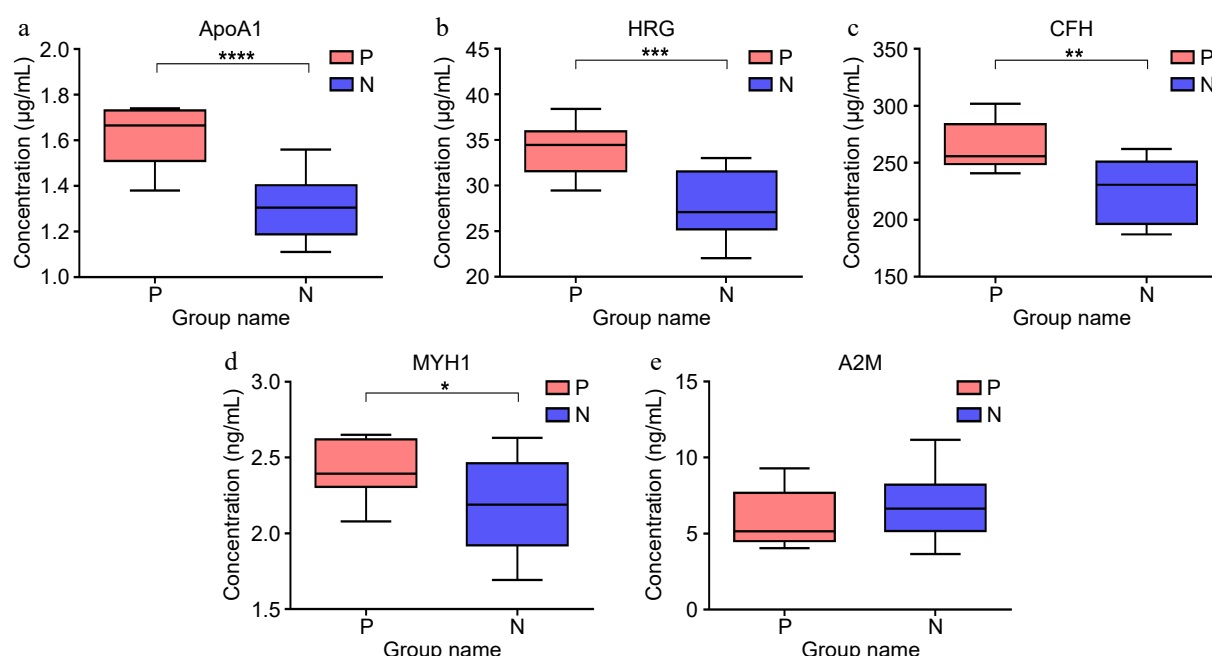 a
ApoA1
Concentration (μg/mL)
2.0
1.8
1.6
1.4
1.2
1.0
****
P
N
P
N
Group name
b
HRG
Concentration (μg/mL)
45
40
35
30
25
20
***
P
N
P
N
Group name
c
CFH
Concentration (μg/mL)
350
300
250
200
150
**
P
N
P
N
Group name
d
MYH1
Concentration (ng/mL)
3.0
2.5
2.0
1.5
*
P
N
P
N
Group name
e
A2M
Concentration (ng/mL)
15
10
5
0
P
N
P
N
Group name